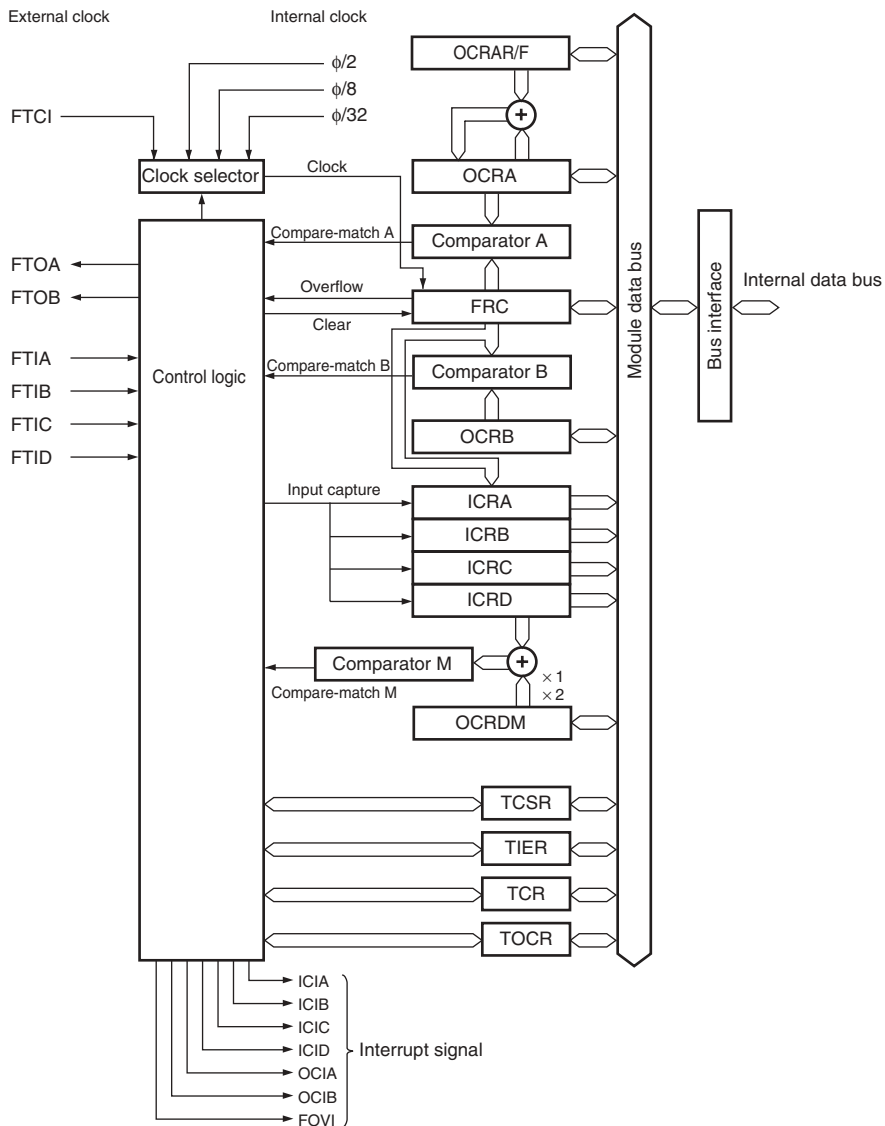 External clock
Internal clock
OCRAR/F
ϕ/2
ϕ/8
ϕ/32
FTCI
+
Clock selector
Clock
OCRA
Compare-match A
Comparator A
FTOA
FTOB
Overflow
FRC
Clear
Module data bus
Bus interface
Internal data bus
FTIA
FTIB
FTIC
FTID
Control logic
Compare-match B
Comparator B
OCRB
Input capture
ICRA
ICRB
ICRC
ICRD
+
Comparator M
Compare-match M
× 1
× 2
OCRDM
TCSR
TIER
TCR
TOCR
ICIA
ICIB
ICIC
ICID
OCIA
OCIB
FOVI
Interrupt signal